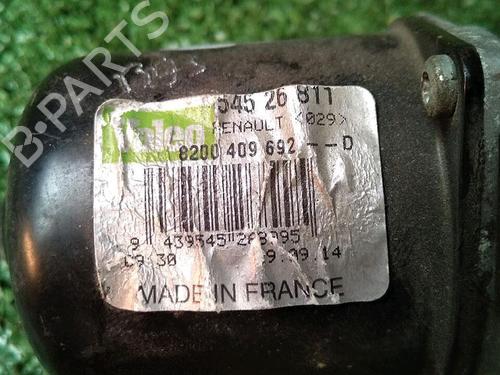 B-PARTS
545 26 811
Valeo
RENAULT <029>
8200 409 692 -- D
MADE IN FRANCE